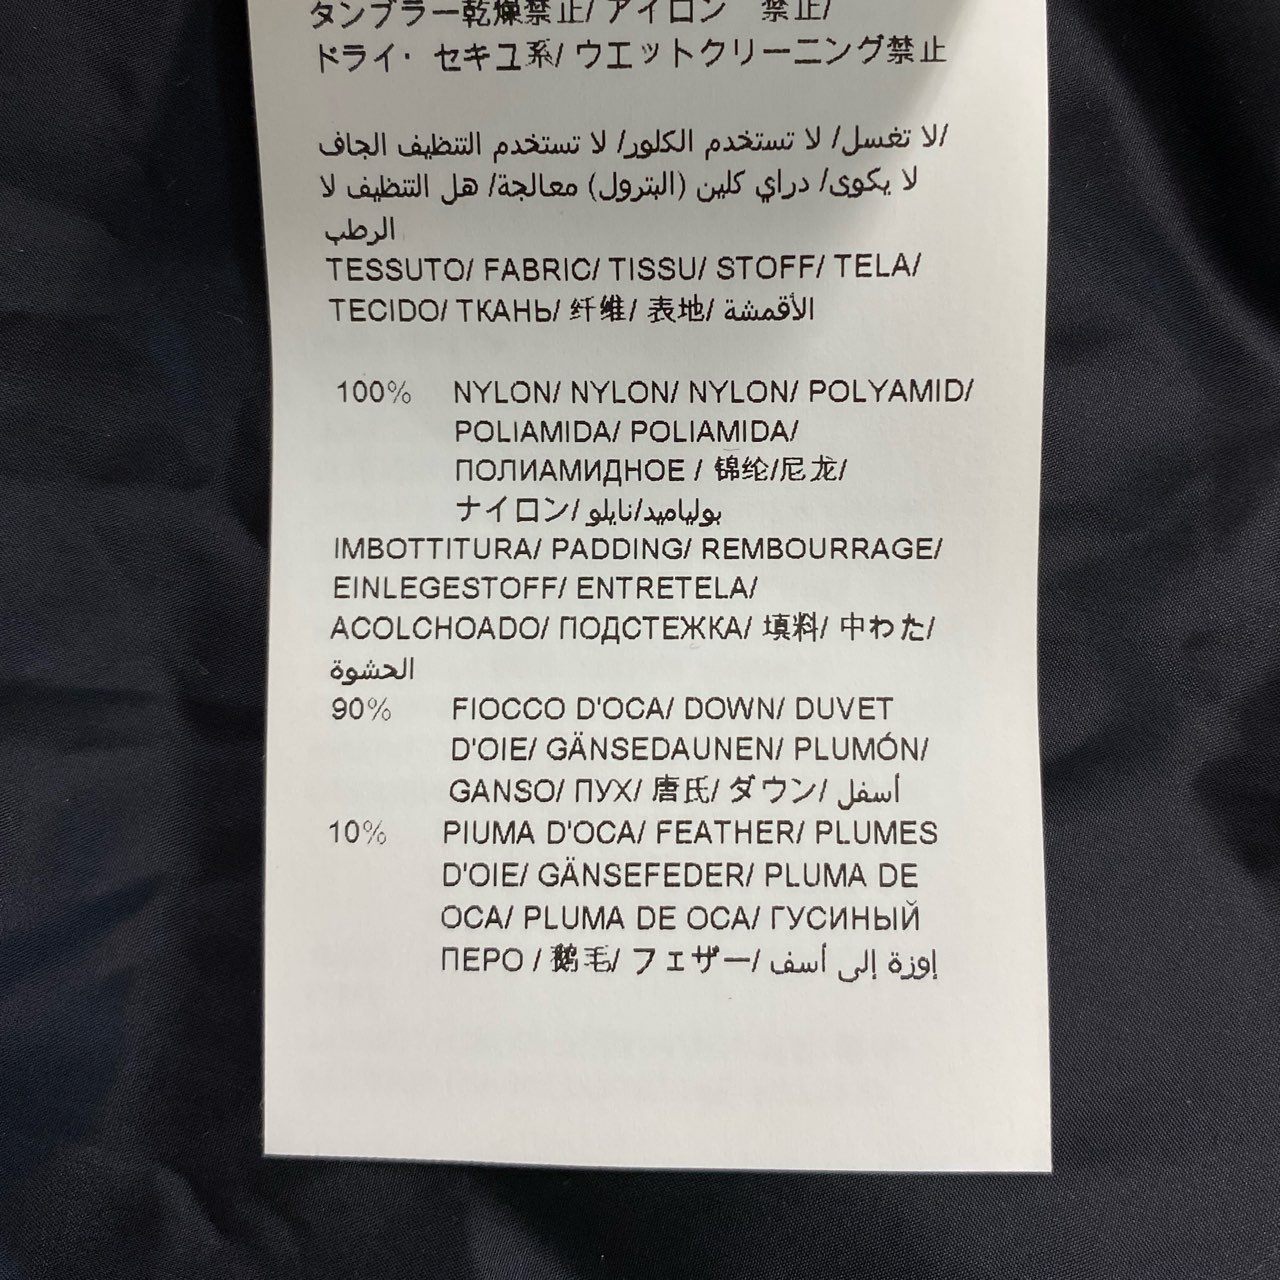 タンブラー乾燥禁止/ アイロン　禁止/
ドライ・セキユ系/ ウエットクリーニング禁止
لا تغسل/ لا تستخدم الكلور/ لا تستخدم التنظيف الجاف/
لا يكوى/ دراي كلين (البترول) معالجة/ هل التنظيف لا
الرطب
TESSUTO/ FABRIC/ TISSU/ STOFF/ TELA/
TECIDO/ ТКАНЬ/ 纤维/ 表地/ الأقمشة
100% NYLON/ NYLON/ NYLON/ POLYAMID/
POLIAMIDA/ POLIAMIDA/
ПОЛИАМИДНОЕ / 锦纶/尼龙/
ナイロン/ بولياميد/نايلو
IMBOTTITURA/ PADDING/ REMBOURRAGE/
EINLEGESTOFF/ ENTRETELA/
ACOLCHOADO/ ПОДСТЕЖКА/ 填料/ 中わた/
الحشوة
90% FIOCCO D'OCA/ DOWN/ DUVET
D'OIE/ GÄNSEDAUNEN/ PLUMÓN/
GANSO/ ПУХ/ 唐氏/ ダウン/ أسفل
10% PIUMA D'OCA/ FEATHER/ PLUMES
D'OIE/ GÄNSEFEDER/ PLUMA DE
OCA/ PLUMA DE OCA/ ГУСИНЫЙ
ПЕРО / 鹅毛/ フェザー/ إوزة إلى أسف